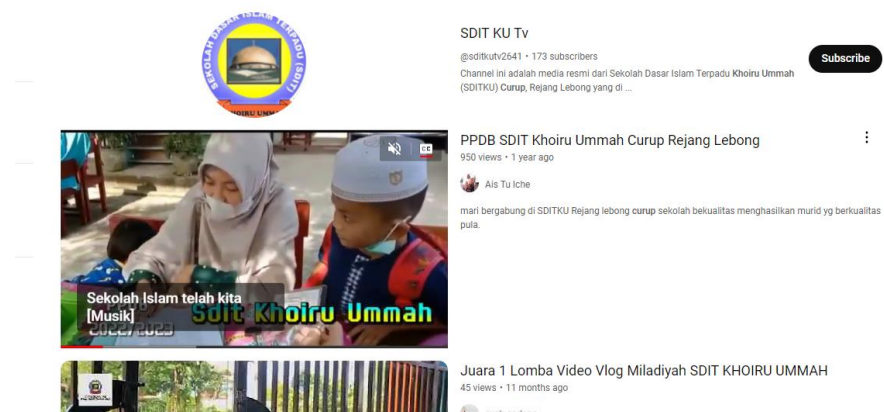 SEKOLAH DASAR ISLAM TERPADU (SDIT)
SDIT KU Tv
@sditkutv2641 • 173 subscribers
Subscribe
Channel ini adalah media resmi dari Sekolah Dasar Islam Terpadu Khoiru Ummah
(SDITKU) Curup, Rejang Lebong yang di ...
PPDB SDIT Khoiru Ummah Curup Rejang Lebong
950 views • 1 year ago
Ais Tu Iche
mari bergabung di SDITKU Rejang lebong curup sekolah bekualitas menghasilkan murid yg berkualitas
pula.
CC
Sekolah Islam telah kita
[Musik]
Sdit Khoiru Ummah
2022/2023
Juara 1 Lomba Video Vlog Miladiyah SDIT KHOIRU UMMAH
45 views • 11 months ago